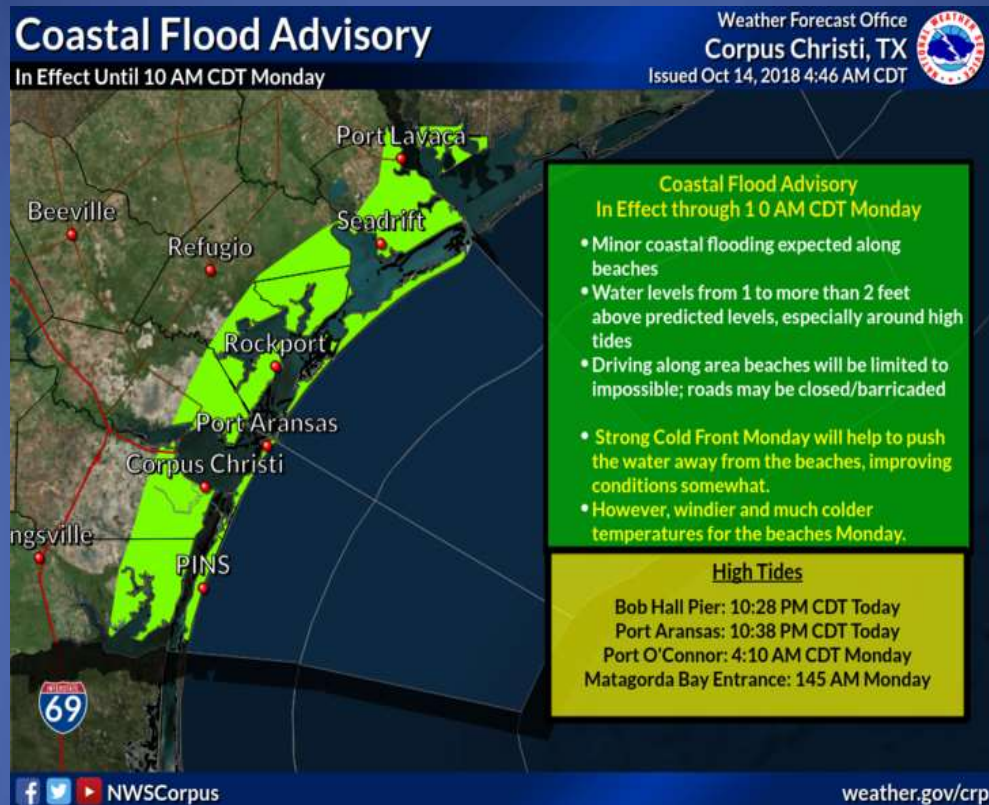 Coastal Flood Advisory
In Effect Until 10 AM CDT Monday
Weather Forecast Office
Corpus Christi, TX
Issued Oct 14, 2018 4:46 AM CDT
Port Lavaca
Beeville
Seadrift
Refugio
Rockport
Port Aransas
Corpus Christi
ngsville
PINS
INTERSTATE
69
Coastal Flood Advisory
In Effect through 1 0 AM CDT Monday
• Minor coastal flooding expected along
beaches
• Water levels from 1 to more than 2 feet
above predicted levels, especially around high
tides
• Driving along area beaches will be limited to
impossible; roads may be closed/barricaded
• Strong Cold Front Monday will help to push
the water away from the beaches, improving
conditions somewhat.
• However, windier and much colder
temperatures for the beaches Monday.
High Tides
Bob Hall Pier: 10:28 PM CDT Today
Port Aransas: 10:38 PM CDT Today
Port O'Connor: 4:10 AM CDT Monday
Matagorda Bay Entrance: 145 AM Monday
NWSCorpus
weather.gov/crp